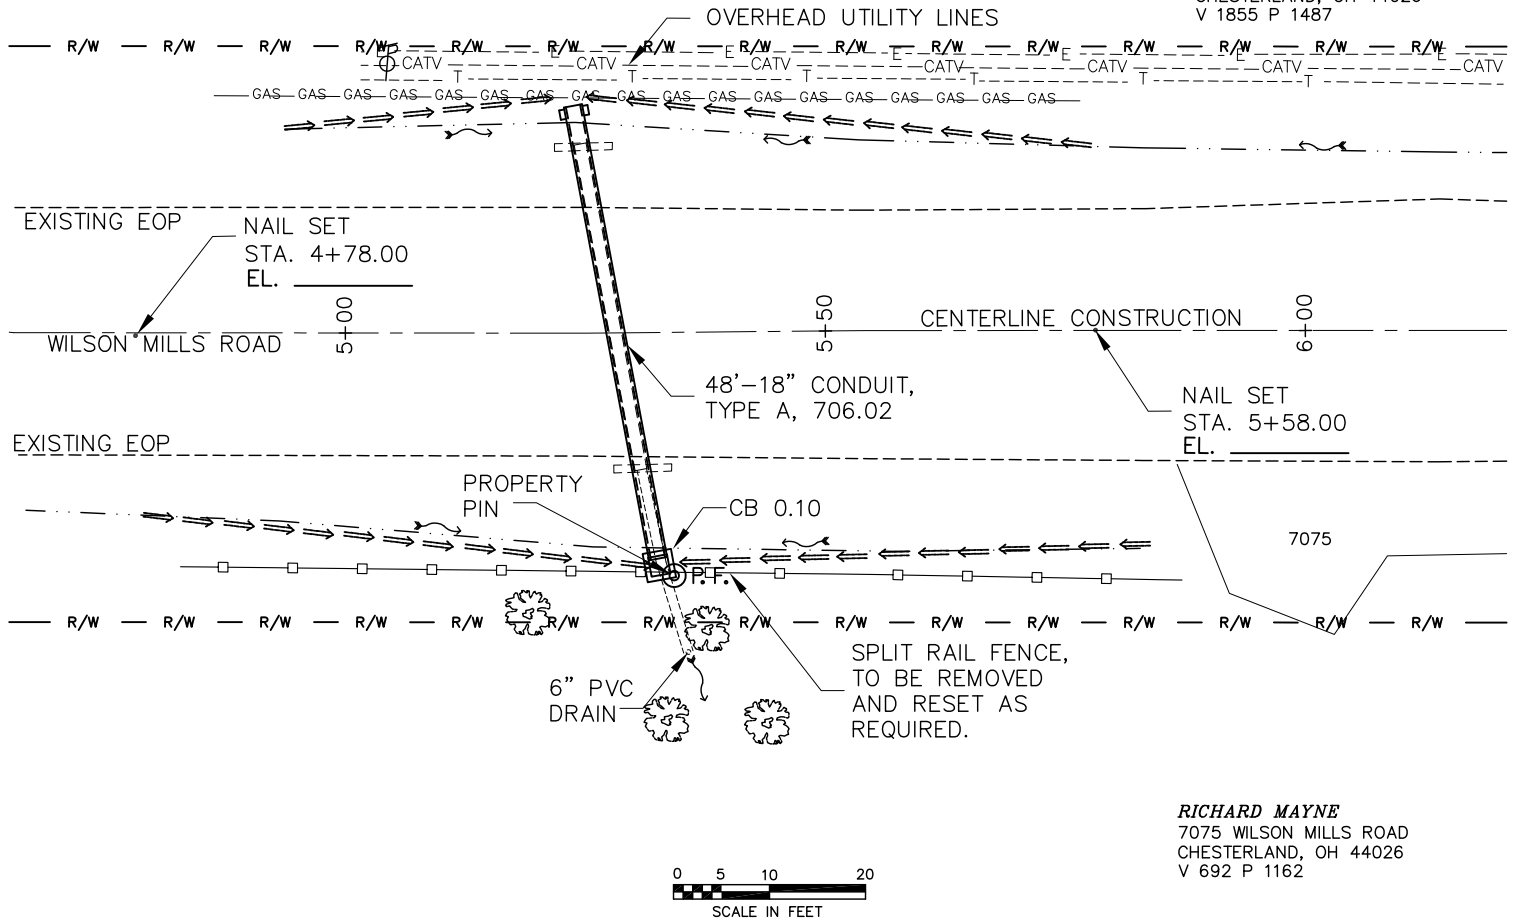 OVERHEAD UTILITY LINES
V 1855 P 1487
R/W R/W R/W R/W R/W R/W R/W R/W R/W R/W R/W R/W R/W R/W R/W
E E E E E E
CATV CATV CATV CATV CATV CATV CATV
T T T T T T
GAS GAS GAS GAS GAS GAS GAS GAS GAS GAS GAS GAS GAS GAS GAS GAS GAS GAS
EXISTING EOP
NAIL SET
STA. 4+78.00
EL.
5+00
5+50
6+00
CENTERLINE CONSTRUCTION
WILSON MILLS ROAD
48'-18" CONDUIT,
TYPE A, 706.02
NAIL SET
STA. 5+58.00
EL.
EXISTING EOP
PROPERTY
PIN
CB 0.10
7075
P.F.
R/W R/W R/W R/W R/W R/W R/W R/W R/W R/W R/W R/W R/W R/W R/W
SPLIT RAIL FENCE,
TO BE REMOVED
AND RESET AS
REQUIRED.
6" PVC
DRAIN
RICHARD MAYNE
7075 WILSON MILLS ROAD
CHESTERLAND, OH 44026
V 692 P 1162
0 5 10 20
SCALE IN FEET